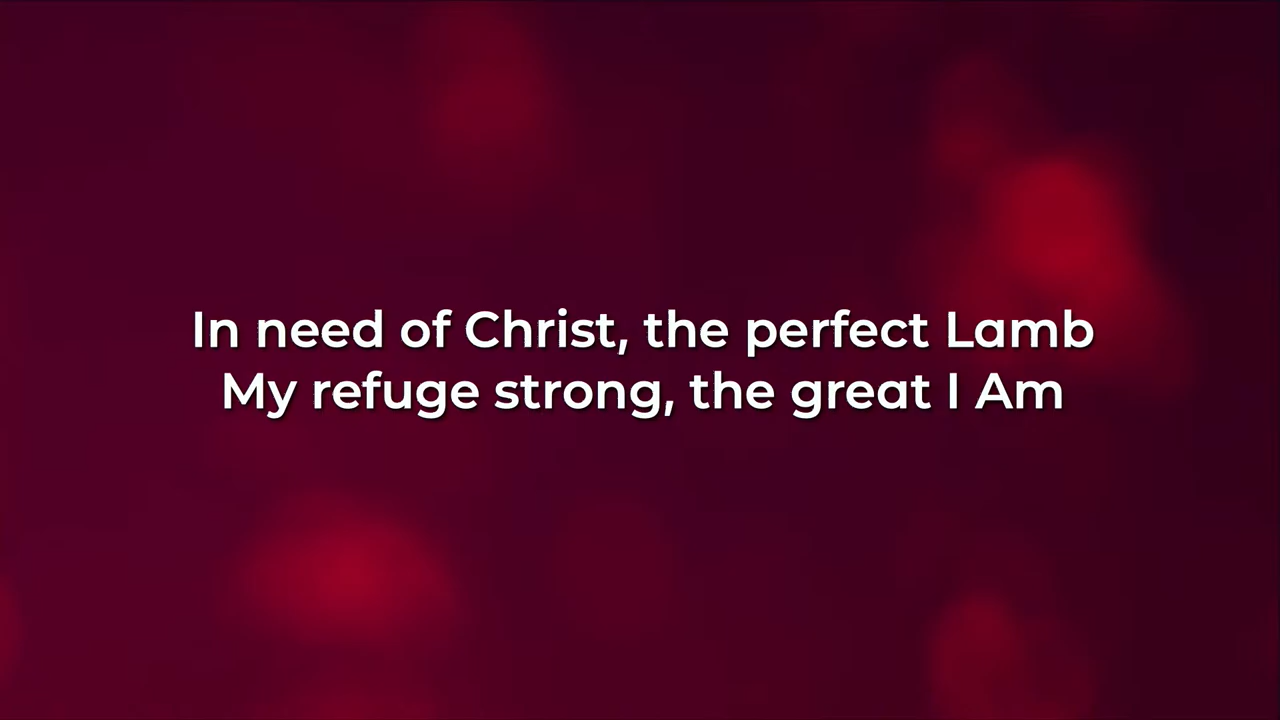 In need of Christ, the perfect Lamb
My refuge strong, the great I Am